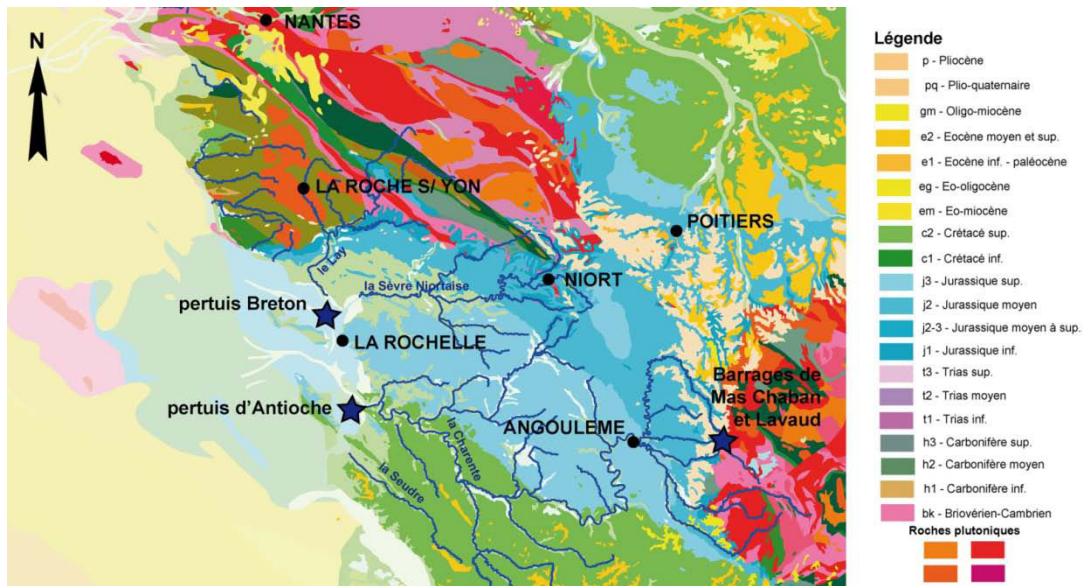 N
NANTES
LA ROCHE S/ YON
POITIERS
le Lay
la Sèvre Niortaise
NIORT
pertuis Breton
LA ROCHELLE
Barrages de
Mas Chaban
et Lavaud
pertuis d'Antioche
la Charente
ANGOULEME
la Seudre
Légende
p - Pliocène
pq - Plio-quaternaire
gm - Oligo-miocène
e2 - Eocène moyen et sup.
e1 - Eocène inf. - paléocène
eg - Eo-oligocène
em - Eo-miocène
c2 - Crétacé sup.
c1 - Crétacé inf.
j3 - Jurassique sup.
j2 - Jurassique moyen
j2-3 - Jurassique moyen à sup.
j1 - Jurassique inf.
t3 - Trias sup.
t2 - Trias moyen
t1 - Trias inf.
h3 - Carbonifère sup.
h2 - Carbonifère moyen
h1 - Carbonifère inf.
bk - Briovérien-Cambrien
Roches plutoniques